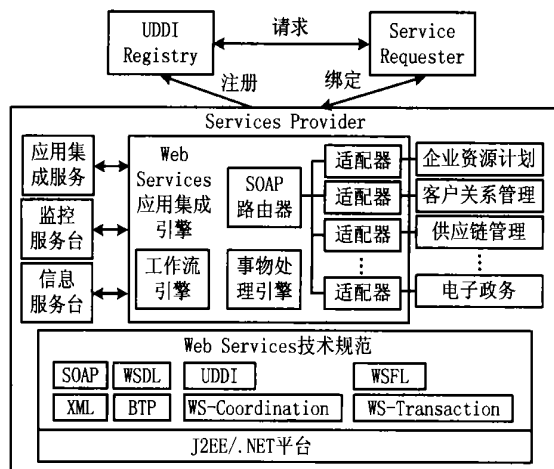 UDDI
Registry
请求
Service
Requester
注册
绑定
Services Provider
应用集
成服务
监控
服务台
信息
服务台
Web
Services
应用集成
引擎
SOAP
路由器
工作流
引擎
事物处
理引擎
适配器
适配器
适配器
适配器
企业资源计划
客户关系管理
供应链管理
电子政务
Web Services技术规范
SOAP
WSDL
UDDI
WSFL
XML
BTP
WS-Coordination
WS-Transaction
J2EE/.NET平台